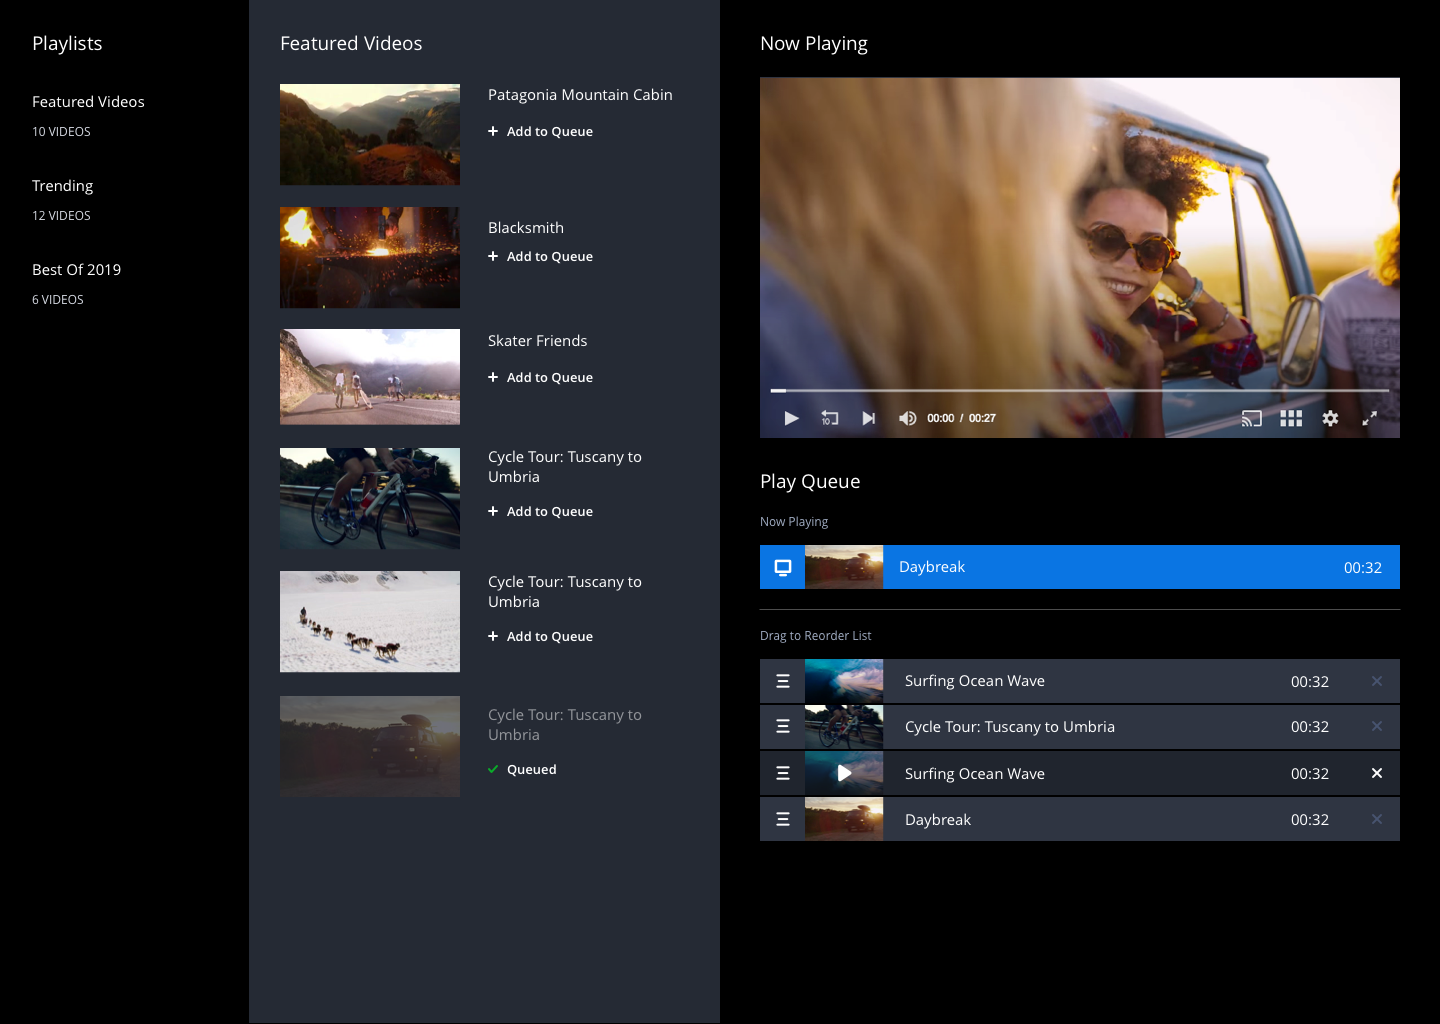 Playlists
Featured Videos
10 VIDEOS
Trending
12 VIDEOS
Best Of 2019
6 VIDEOS
Featured Videos
Patagonia Mountain Cabin
Add to Queue
Blacksmith
Add to Queue
Skater Friends
Add to Queue
Cycle Tour: Tuscany to
Umbria
Add to Queue
Cycle Tour: Tuscany to
Umbria
Add to Queue
Cycle Tour: Tuscany to
Umbria
Queued
Now Playing
10
00:00 / 00:27
Play Queue
Now Playing
Daybreak 00:32
Drag to Reorder List
Surfing Ocean Wave 00:32
Cycle Tour: Tuscany to Umbria 00:32
Surfing Ocean Wave 00:32
Daybreak 00:32